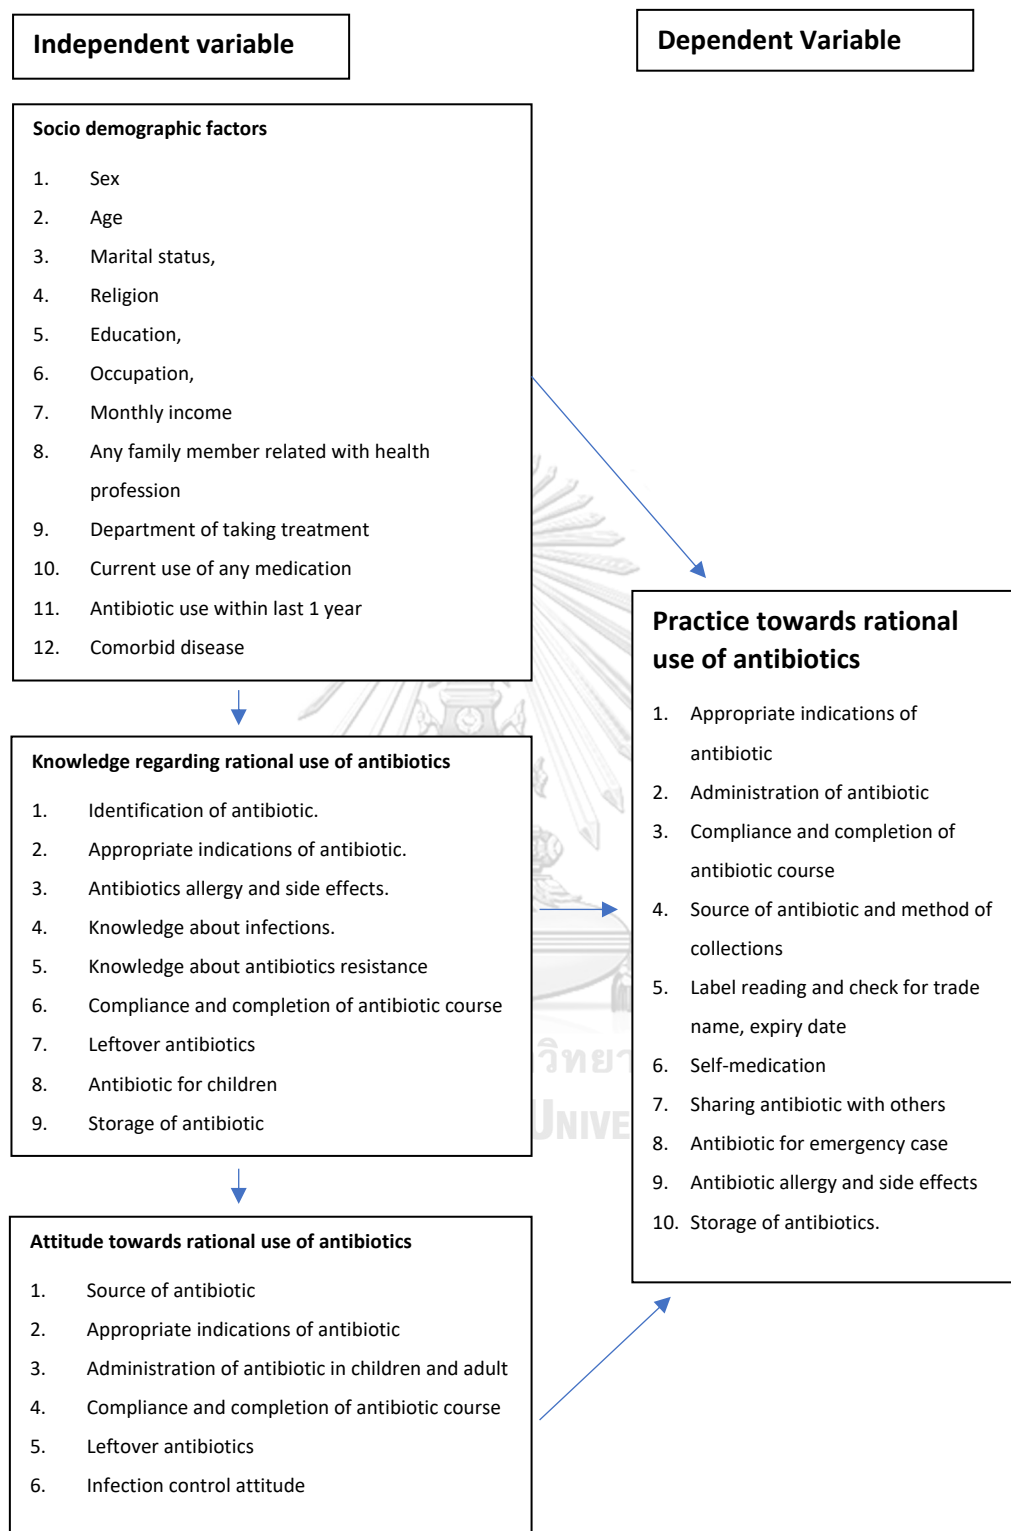 Independent variable
Dependent Variable
Socio demographic factors
1. Sex
2. Age
3. Marital status,
4. Religion
5. Education,
6. Occupation,
7. Monthly income
8. Any family member related with health
profession
9. Department of taking treatment
10. Current use of any medication
11. Antibiotic use within last 1 year
12. Comorbid disease
Knowledge regarding rational use of antibiotics
1. Identification of antibiotic.
2. Appropriate indications of antibiotic.
3. Antibiotics allergy and side effects.
4. Knowledge about infections.
5. Knowledge about antibiotics resistance
6. Compliance and completion of antibiotic course
7. Leftover antibiotics
8. Antibiotic for children
9. Storage of antibiotic
Attitude towards rational use of antibiotics
1. Source of antibiotic
2. Appropriate indications of antibiotic
3. Administration of antibiotic in children and adult
4. Compliance and completion of antibiotic course
5. Leftover antibiotics
6. Infection control attitude
Practice towards rational
use of antibiotics
1. Appropriate indications of
antibiotic
2. Administration of antibiotic
3. Compliance and completion of
antibiotic course
4. Source of antibiotic and method of
collections
5. Label reading and check for trade
name, expiry date
6. Self-medication
7. Sharing antibiotic with others
8. Antibiotic for emergency case
9. Antibiotic allergy and side effects
10. Storage of antibiotics.